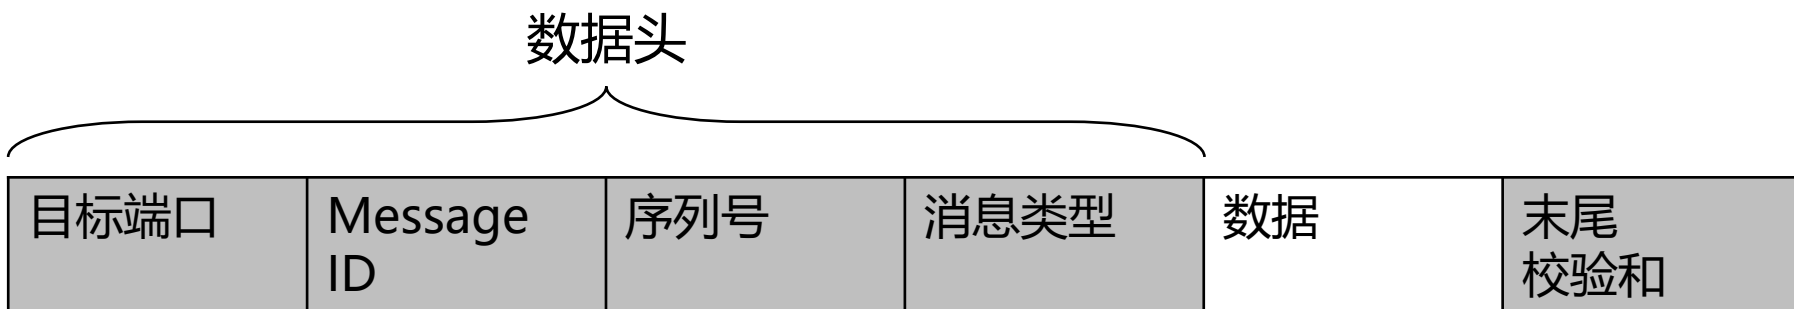 数据头
目标端口
Message
ID
序列号
消息类型
数据
末尾
校验和